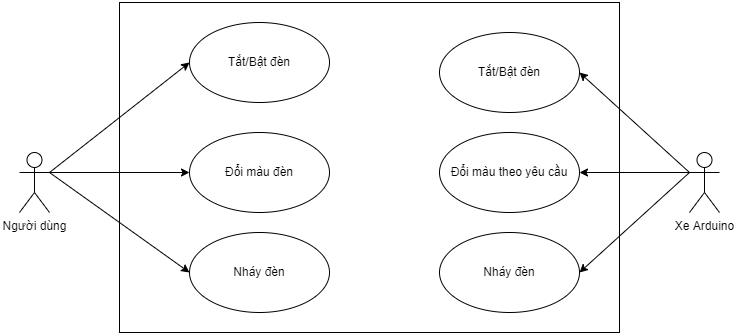 Tắt/Bật đèn
Tắt/Bật đèn
Đổi màu đèn
Đổi màu theo yêu cầu
Người dùng
Xe Arduino
Nháy đèn
Nháy đèn